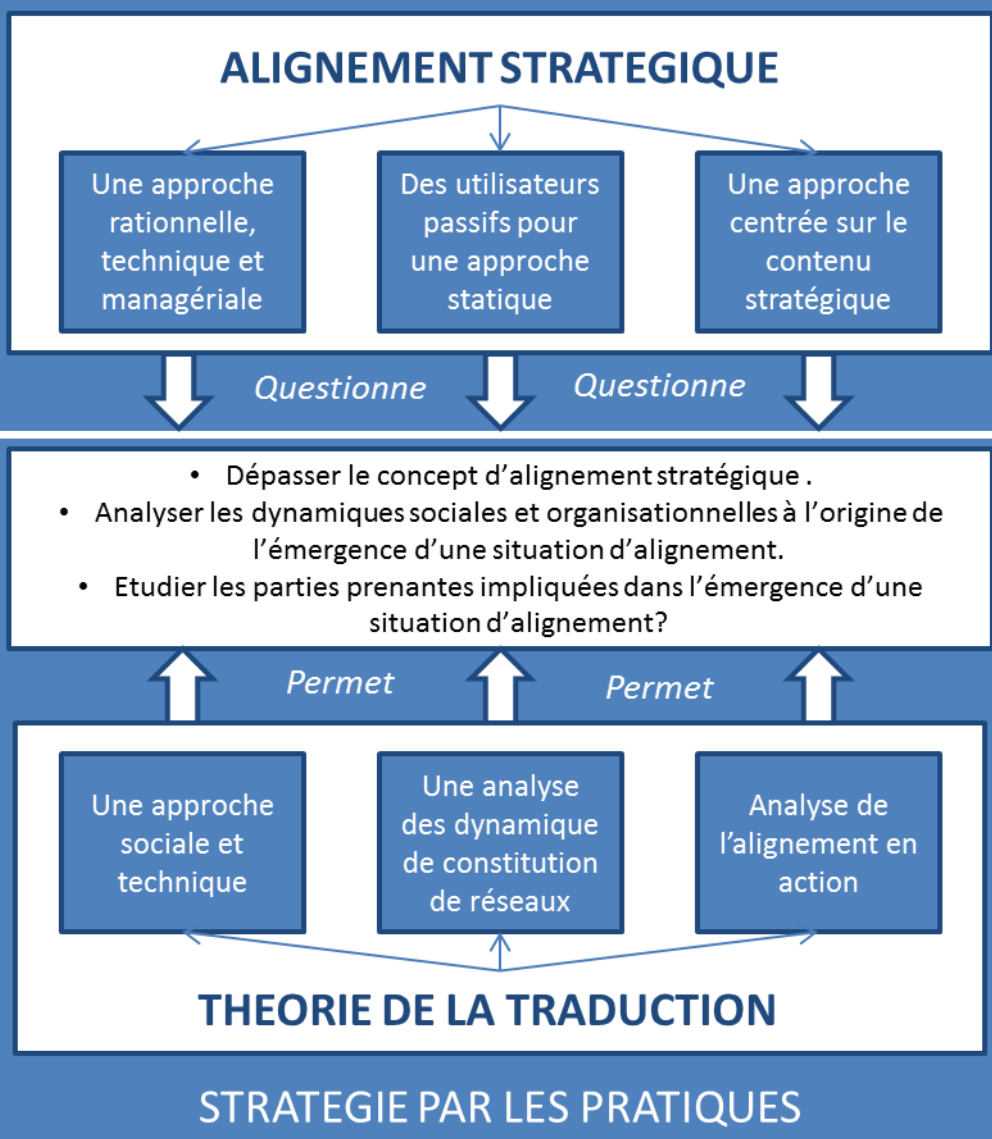 ALIGNEMENT STRATEGIQUE
Une approche
rationnelle,
technique et
managériale
Des utilisateurs
passifs pour
une approche
statique
Une approche
centrée sur le
contenu
stratégique
Questionne
Questionne
• Dépasser le concept d'alignement stratégique .
• Analyser les dynamiques sociales et organisationnelles à l'origine de
l'émergence d'une situation d'alignement.
• Etudier les parties prenantes impliquées dans l'émergence d'une
situation d'alignement?
Permet
Permet
Une approche
sociale et
technique
Une analyse
des dynamique
de constitution
de réseaux
Analyse de
l'alignement en
action
THEORIE DE LA TRADUCTION
STRATEGIE PAR LES PRATIQUES